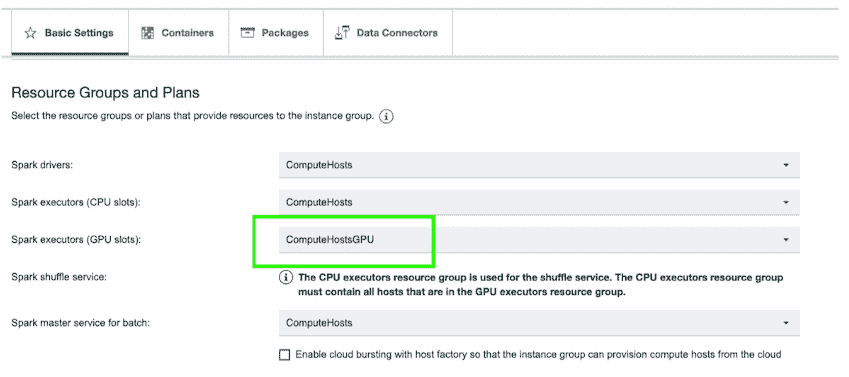 Basic Settings Containers Packages Data Connectors
Resource Groups and Plans
Select the resource groups or plans that provide resources to the instance group.
Spark drivers: ComputeHosts
Spark executors (CPU slots): ComputeHosts
Spark executors (GPU slots): ComputeHostsGPU
Spark shuffle service: The CPU executors resource group is used for the shuffle service. The CPU executors resource group
must contain all hosts that are in the GPU executors resource group.
Spark master service for batch: ComputeHosts
Enable cloud bursting with host factory so that the instance group can provision compute hosts from the cloud